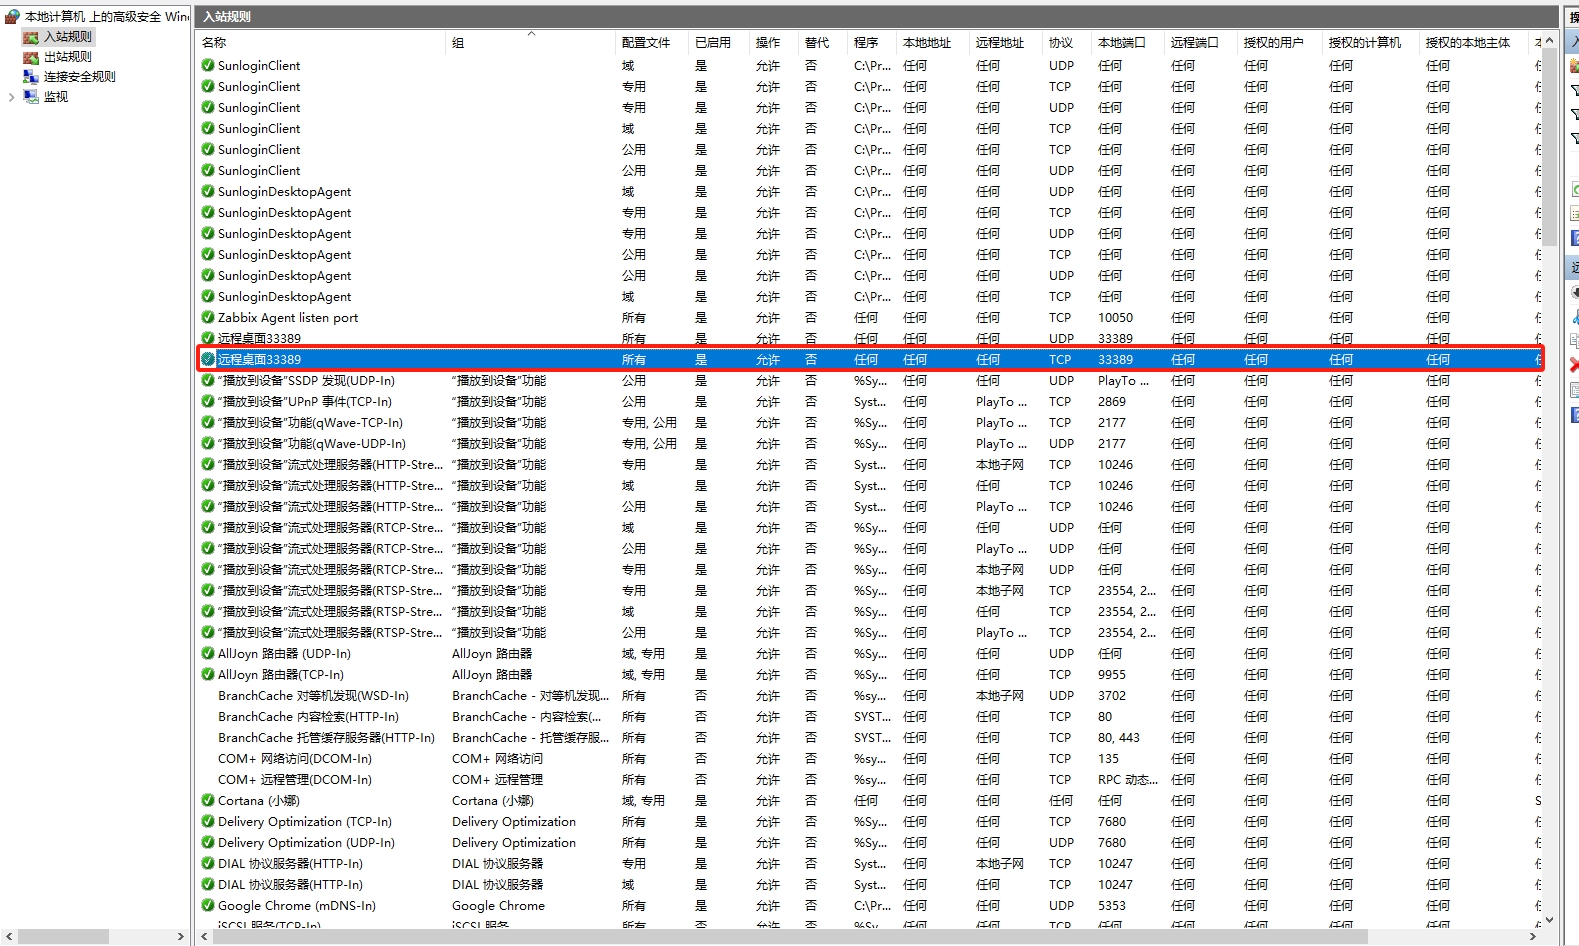 本地计算机 上的高级安全 Win
入站规则
出站规则
连接安全规则
监视
入站规则
名称 组 配置文件 已启用 操作 替代 程序 本地地址 远程地址 协议 本地端口 远程端口 授权的用户 授权的计算机 授权的本地主体
SunloginClient 域 是 允许 否 C:\Pr... 任何 任何 UDP 任何 任何 任何 任何 任何
SunloginClient 专用 是 允许 否 C:\Pr... 任何 任何 TCP 任何 任何 任何 任何 任何
SunloginClient 专用 是 允许 否 C:\Pr... 任何 任何 UDP 任何 任何 任何 任何 任何
SunloginClient 域 是 允许 否 C:\Pr... 任何 任何 TCP 任何 任何 任何 任何 任何
SunloginClient 公用 是 允许 否 C:\Pr... 任何 任何 TCP 任何 任何 任何 任何 任何
SunloginClient 公用 是 允许 否 C:\Pr... 任何 任何 UDP 任何 任何 任何 任何 任何
SunloginDesktopAgent 域 是 允许 否 C:\Pr... 任何 任何 UDP 任何 任何 任何 任何 任何
SunloginDesktopAgent 专用 是 允许 否 C:\Pr... 任何 任何 TCP 任何 任何 任何 任何 任何
SunloginDesktopAgent 专用 是 允许 否 C:\Pr... 任何 任何 UDP 任何 任何 任何 任何 任何
SunloginDesktopAgent 公用 是 允许 否 C:\Pr... 任何 任何 TCP 任何 任何 任何 任何 任何
SunloginDesktopAgent 公用 是 允许 否 C:\Pr... 任何 任何 UDP 任何 任何 任何 任何 任何
SunloginDesktopAgent 域 是 允许 否 C:\Pr... 任何 任何 TCP 任何 任何 任何 任何 任何
Zabbix Agent listen port 所有 是 允许 否 任何 任何 任何 TCP 10050 任何 任何 任何 任何
远程桌面33389 所有 是 允许 否 任何 任何 任何 UDP 33389 任何 任何 任何 任何
远程桌面33389 所有 是 允许 否 任何 任何 任何 TCP 33389 任何 任何 任何 任何
“播放到设备”SSDP 发现(UDP-In) “播放到设备”功能 公用 是 允许 否 %Sy... 任何 任何 UDP PlayTo ... 任何 任何 任何 任何
“播放到设备”UPnP 事件(TCP-In) “播放到设备”功能 公用 是 允许 否 Syst... 任何 PlayTo ... TCP 2869 任何 任何 任何 任何
“播放到设备”功能(qWave-TCP-In) “播放到设备”功能 专用, 公用 是 允许 否 %Sy... 任何 PlayTo ... TCP 2177 任何 任何 任何 任何
“播放到设备”功能(qWave-UDP-In) “播放到设备”功能 专用, 公用 是 允许 否 %Sy... 任何 PlayTo ... UDP 2177 任何 任何 任何 任何
“播放到设备”流式处理服务器(HTTP-Stre... “播放到设备”功能 专用 是 允许 否 Syst... 任何 本地子网 TCP 10246 任何 任何 任何 任何
“播放到设备”流式处理服务器(HTTP-Stre... “播放到设备”功能 域 是 允许 否 Syst... 任何 任何 TCP 10246 任何 任何 任何 任何
“播放到设备”流式处理服务器(HTTP-Stre... “播放到设备”功能 公用 是 允许 否 Syst... 任何 PlayTo ... TCP 10246 任何 任何 任何 任何
“播放到设备”流式处理服务器(RTCP-Stre... “播放到设备”功能 域 是 允许 否 %Sy... 任何 任何 UDP 任何 任何 任何 任何 任何
“播放到设备”流式处理服务器(RTCP-Stre... “播放到设备”功能 公用 是 允许 否 %Sy... 任何 PlayTo ... UDP 任何 任何 任何 任何 任何
“播放到设备”流式处理服务器(RTCP-Stre... “播放到设备”功能 专用 是 允许 否 %Sy... 任何 本地子网 UDP 任何 任何 任何 任何 任何
“播放到设备”流式处理服务器(RTSP-Stre... “播放到设备”功能 专用 是 允许 否 %Sy... 任何 本地子网 TCP 23554, 2... 任何 任何 任何 任何
“播放到设备”流式处理服务器(RTSP-Stre... “播放到设备”功能 域 是 允许 否 %Sy... 任何 任何 TCP 23554, 2... 任何 任何 任何 任何
“播放到设备”流式处理服务器(RTSP-Stre... “播放到设备”功能 公用 是 允许 否 %Sy... 任何 PlayTo ... TCP 23554, 2... 任何 任何 任何 任何
AllJoyn 路由器 (UDP-In) AllJoyn 路由器 域, 专用 是 允许 否 %Sy... 任何 任何 UDP 任何 任何 任何 任何 任何
AllJoyn 路由器(TCP-In) AllJoyn 路由器 域, 专用 是 允许 否 %Sy... 任何 任何 TCP 9955 任何 任何 任何 任何
BranchCache 对等机发现(WSD-In) BranchCache - 对等机发现... 所有 否 允许 否 %sy... 任何 本地子网 UDP 3702 任何 任何 任何 任何
BranchCache 内容检索(HTTP-In) BranchCache - 内容检索(... 所有 否 允许 否 SYST... 任何 任何 TCP 80 任何 任何 任何 任何
BranchCache 托管缓存服务器(HTTP-In) BranchCache - 托管缓存服... 所有 否 允许 否 SYST... 任何 任何 TCP 80, 443 任何 任何 任何 任何
COM+ 网络访问(DCOM-In) COM+ 网络访问 所有 否 允许 否 %sy... 任何 任何 TCP 135 任何 任何 任何 任何
COM+ 远程管理(DCOM-In) COM+ 远程管理 所有 否 允许 否 %sy... 任何 任何 TCP RPC 动态... 任何 任何 任何 任何
Cortana (小娜) Cortana (小娜) 域, 专用 是 允许 否 任何 任何 任何 任何 任何 任何 任何 任何 任何 S
Delivery Optimization (TCP-In) Delivery Optimization 所有 是 允许 否 %Sy... 任何 任何 TCP 7680 任何 任何 任何 任何
Delivery Optimization (UDP-In) Delivery Optimization 所有 是 允许 否 %Sy... 任何 任何 UDP 7680 任何 任何 任何 任何
DIAL 协议服务器(HTTP-In) DIAL 协议服务器 专用 是 允许 否 Syst... 任何 本地子网 TCP 10247 任何 任何 任何 任何
DIAL 协议服务器(HTTP-In) DIAL 协议服务器 域 是 允许 否 Syst... 任何 任何 TCP 10247 任何 任何 任何 任何
Google Chrome (mDNS-In) Google Chrome 所有 是 允许 否 C:\Pr... 任何 任何 UDP 5353 任何 任何 任何 任何
iSCSI 服务(TCP-In) iSCSI 服务 所有 否 允许 否 %Sy... 任何 任何 TCP 任何 任何 任何 任何 任何